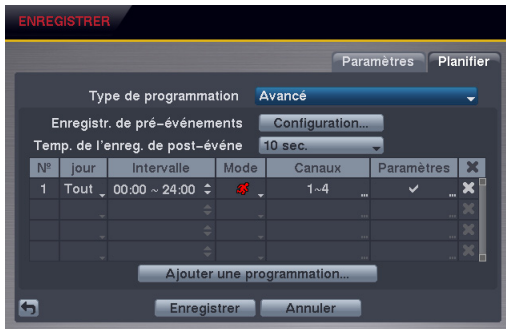 ENREGISTRER
Paramètres Planifier
Type de programmation Avancé
Enregistr. de pré-événements Configuration...
Temp. de l'enreg. de post-événe 10 sec.
Nº jour Intervalle Mode Canaux Paramètres
1 Tout 00:00 ~ 24:00 1~4 ...
...
...
...
Ajouter une programmation...
Enregistrer Annuler